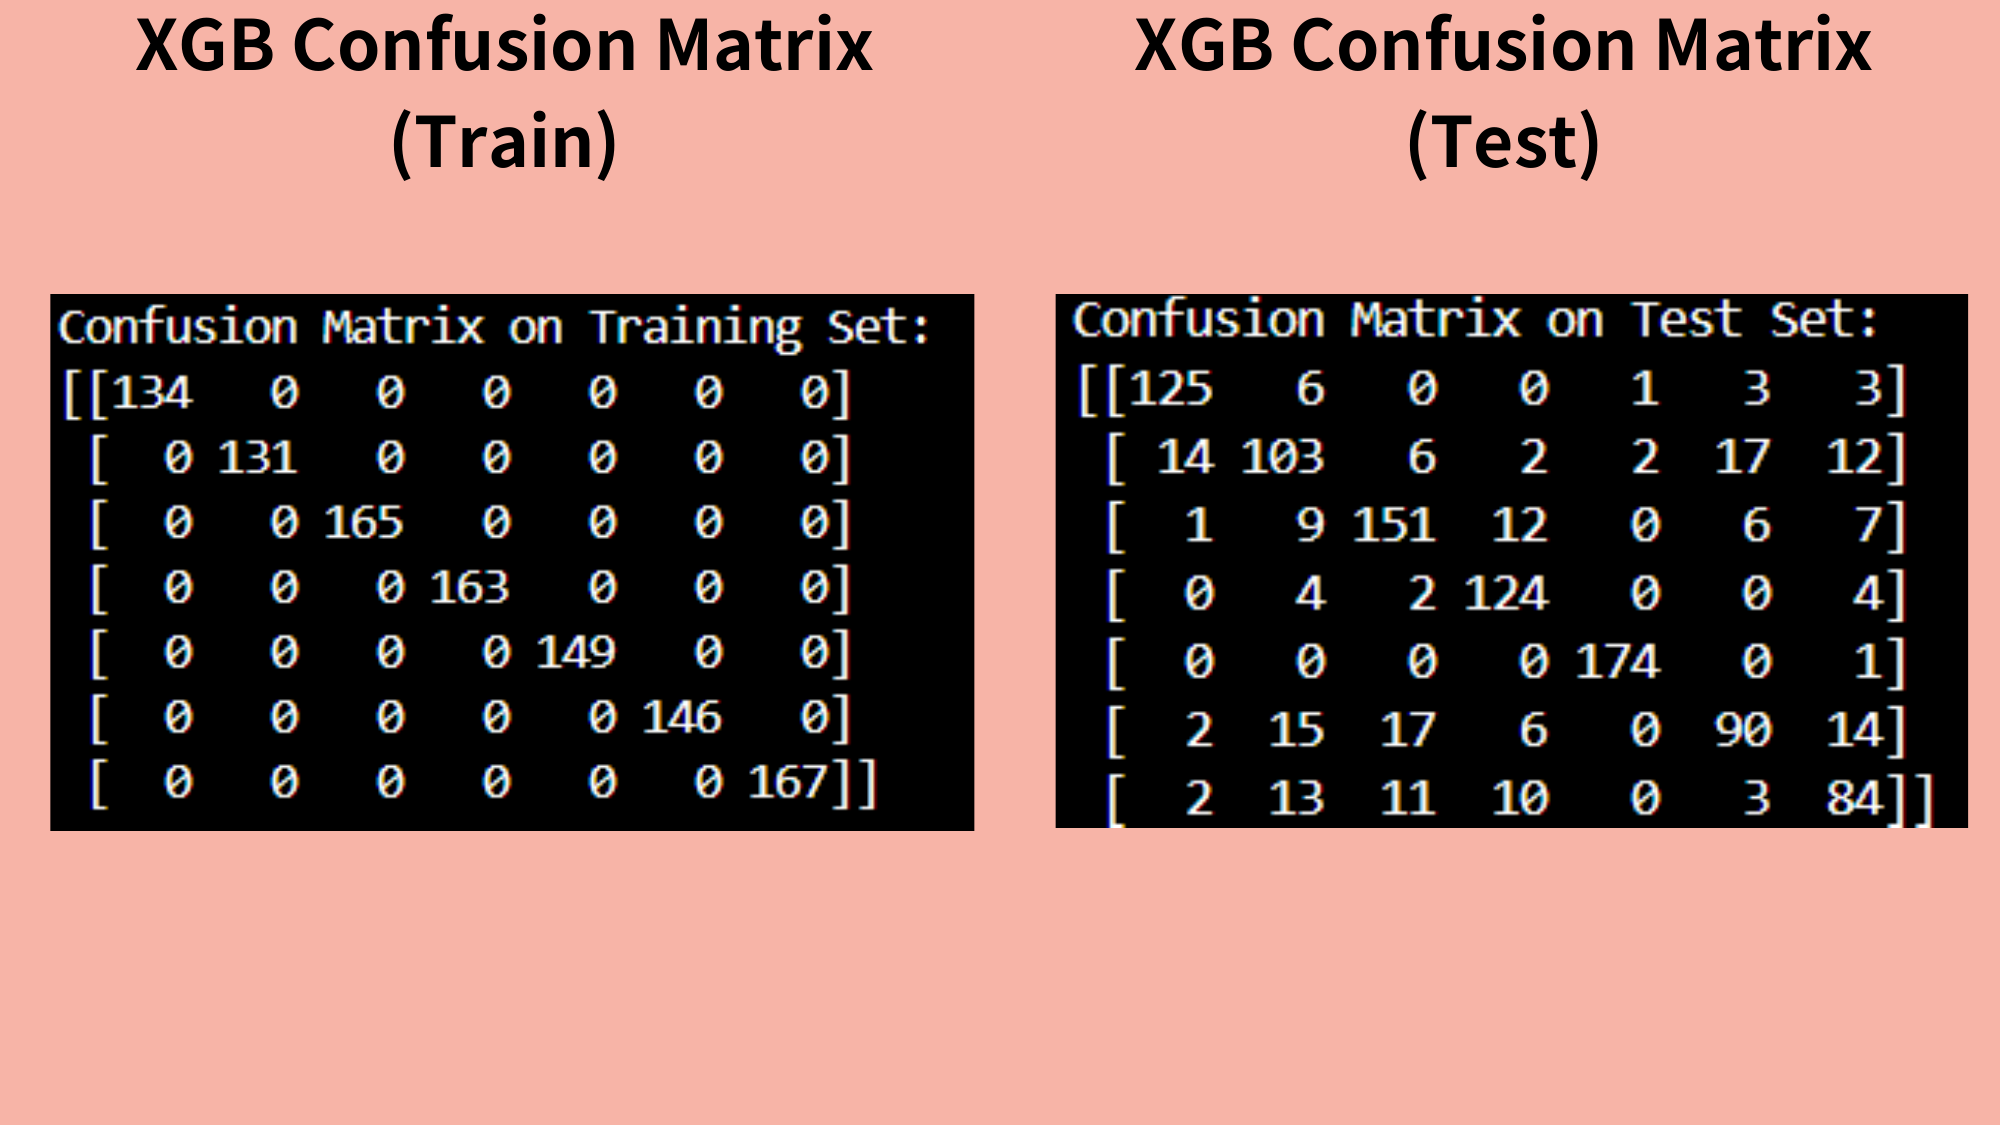 XGB Confusion Matrix
(Train)
Confusion Matrix on Training Set:
[[134 0 0 0 0 0 0]
[ 0 131 0 0 0 0 0]
[ 0 0 165 0 0 0 0]
[ 0 0 0 163 0 0 0]
[ 0 0 0 0 149 0 0]
[ 0 0 0 0 0 146 0]
[ 0 0 0 0 0 0 167]]
XGB Confusion Matrix
(Test)
Confusion Matrix on Test Set:
[[125 6 0 0 1 3 3]
[ 14 103 6 2 2 17 12]
[ 1 9 151 12 0 6 7]
[ 0 4 2 124 0 0 4]
[ 0 0 0 0 174 0 1]
[ 2 15 17 6 0 90 14]
[ 2 13 11 10 0 3 84]]